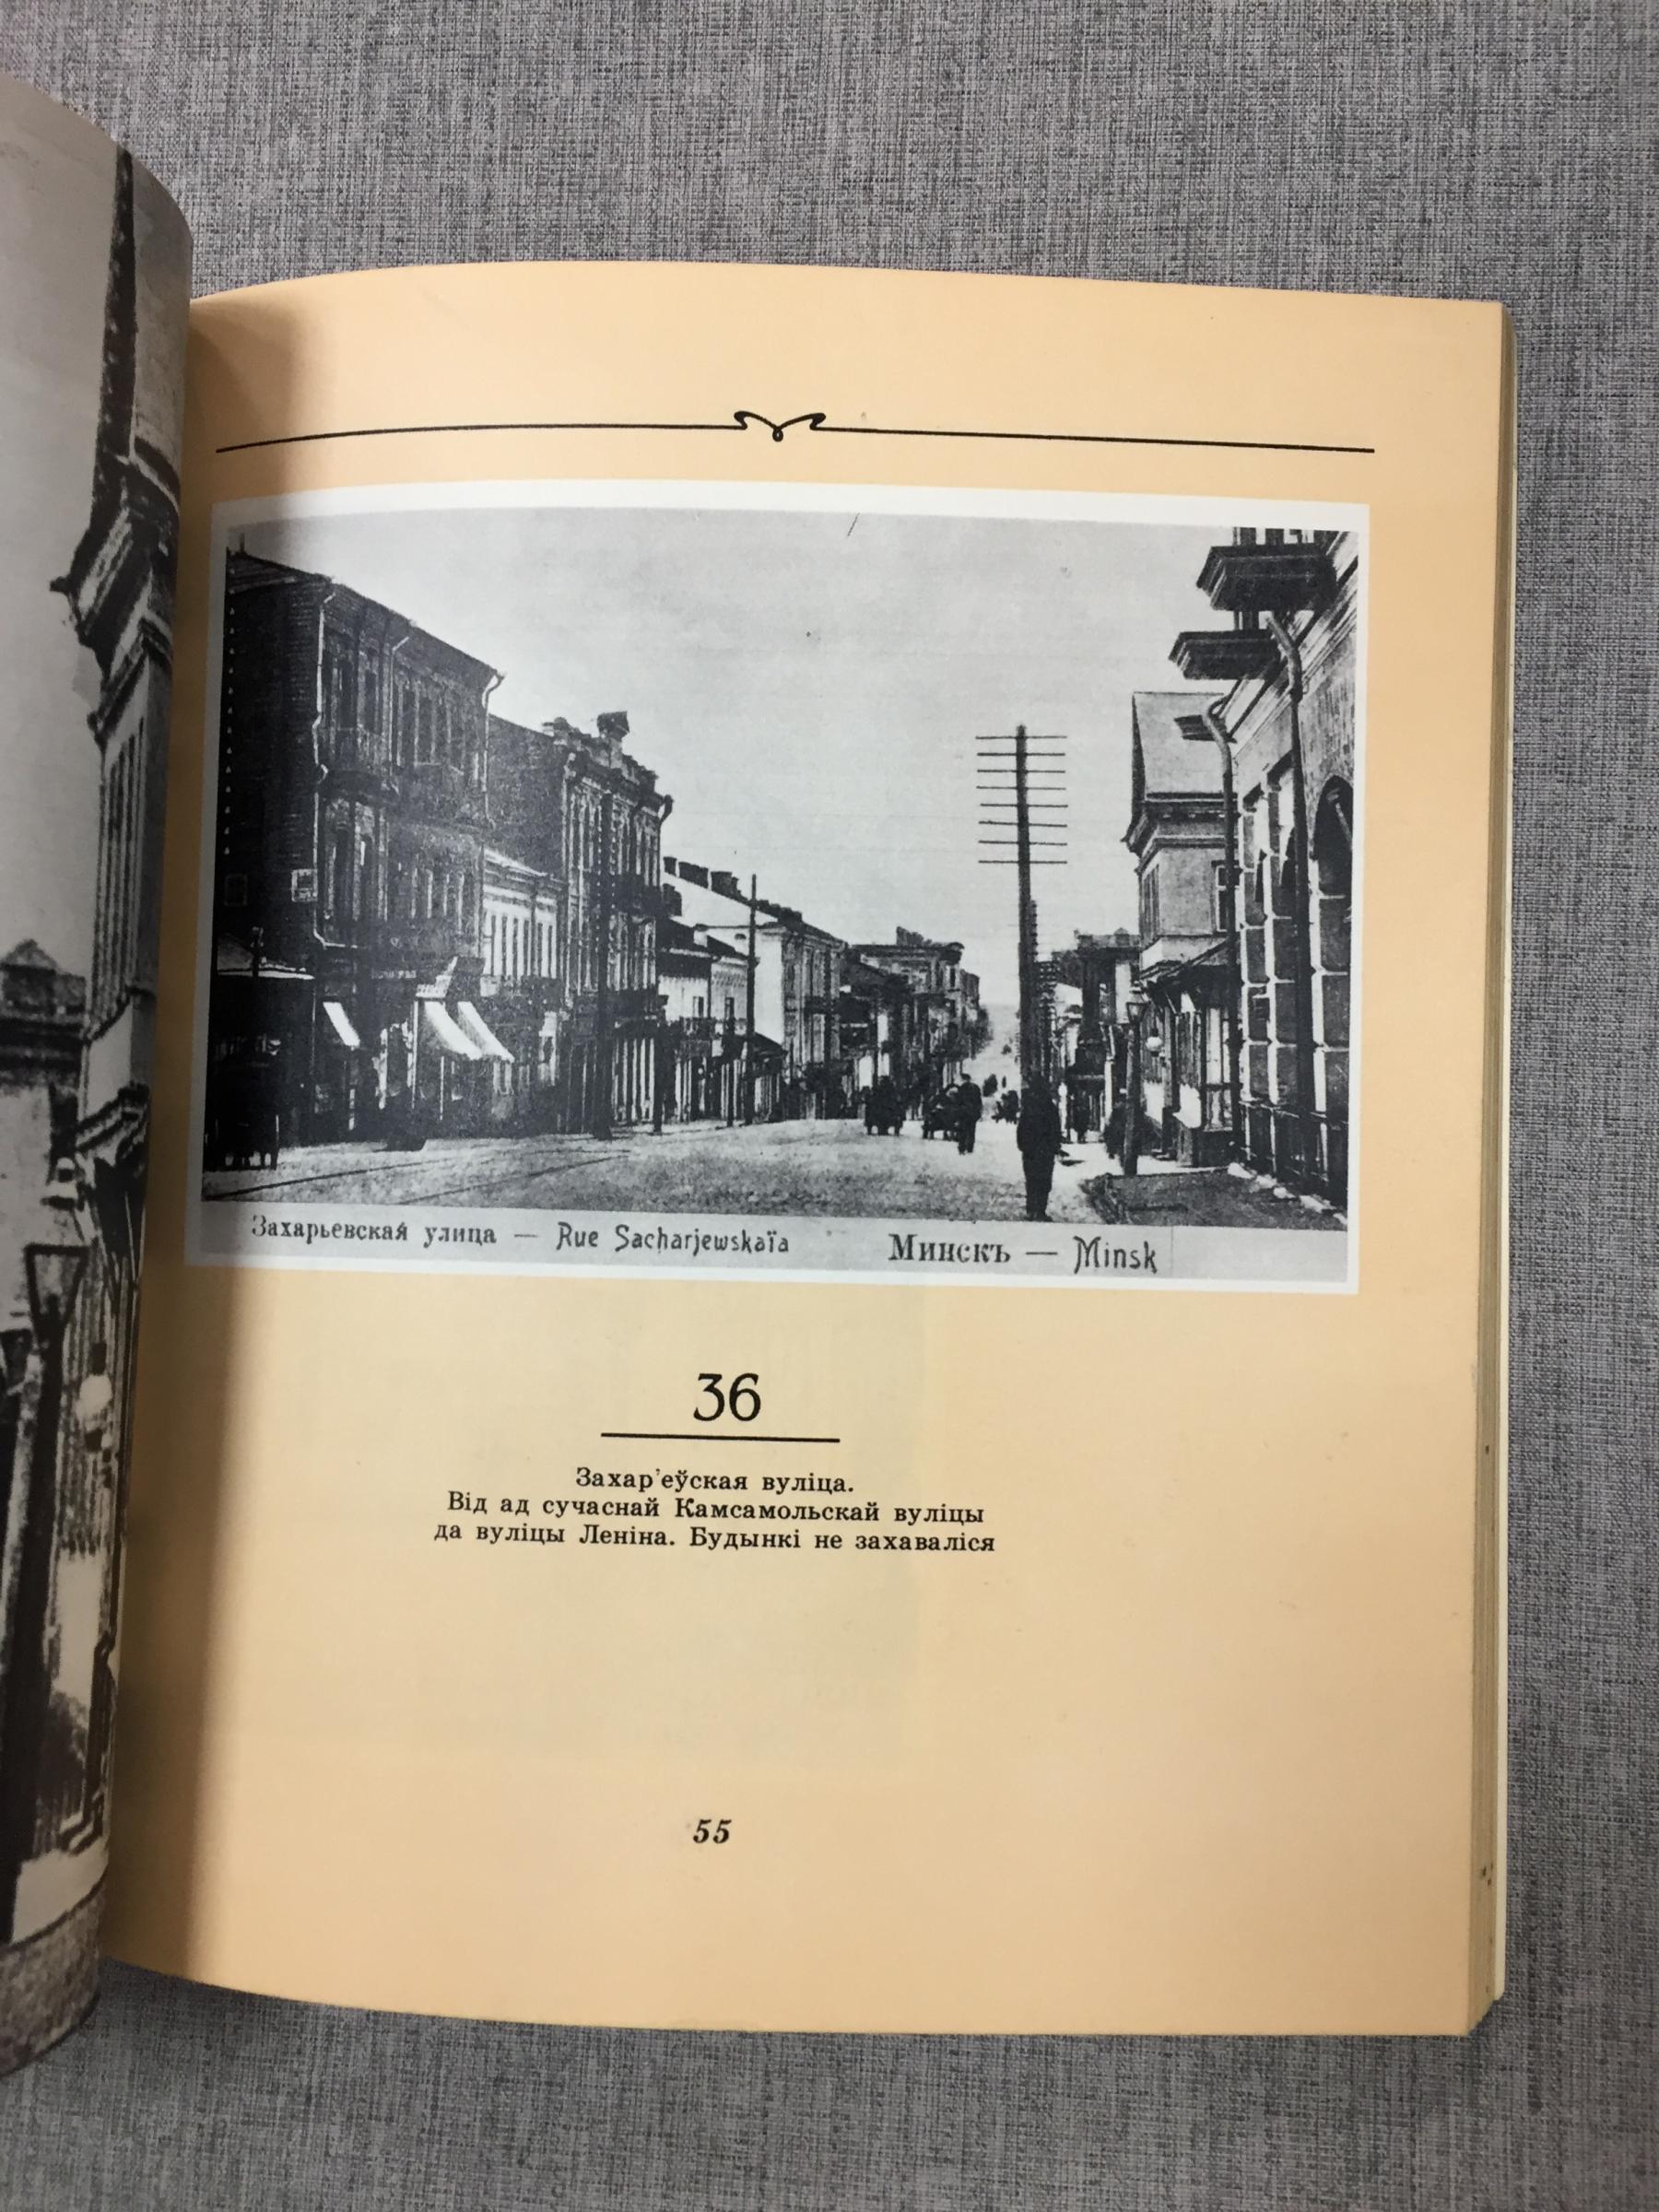 Захарьевская улица — Rue Sacharjewskaïa Минскъ — Minsk
36
Захар'еўская вуліца.
Від ад сучаснай Камсамольскай вуліцы
да вуліцы Леніна. Будынкі не захаваліся
55